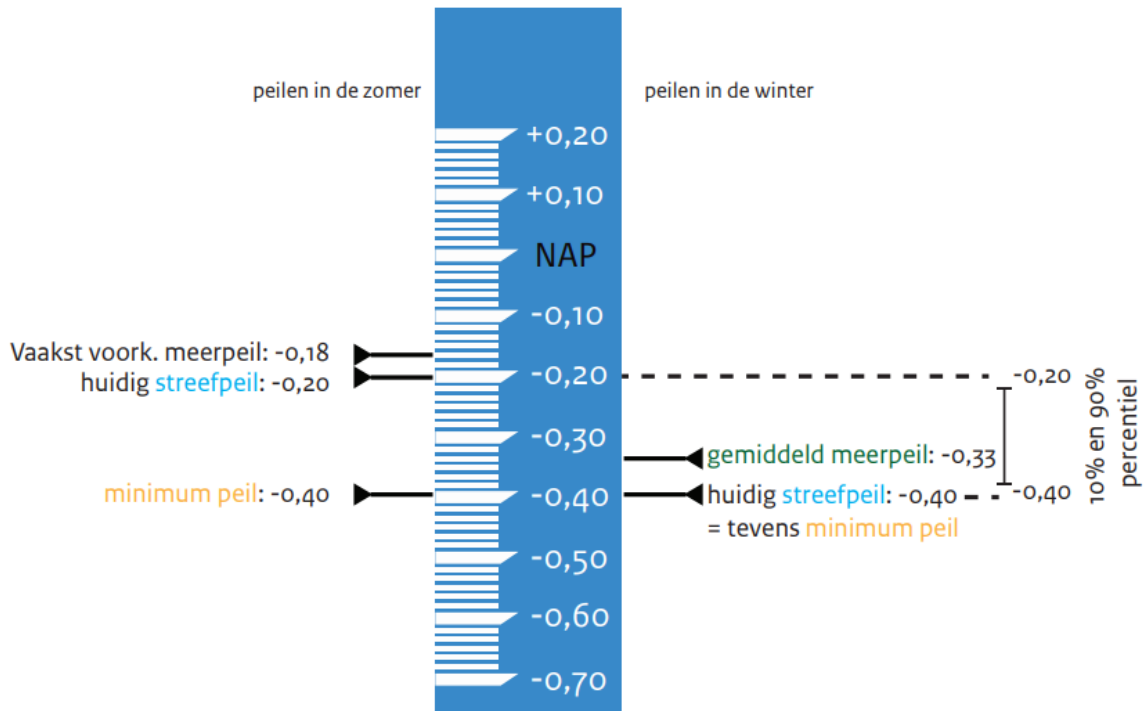 peilen in de zomer
peilen in de winter
+0,20
+0,10
NAP
-0,10
Vaakst voork. meerpeil: -0,18
huidig streefpeil: -0,20
-0,20
-0,20
-0,30
gemiddeld meerpeil: -0,33
minimum peil: -0,40
-0,40
huidig streefpeil: -0,40
-0,40
= tevens minimum peil
10% en 90%
percentiel
-0,50
-0,60
-0,70